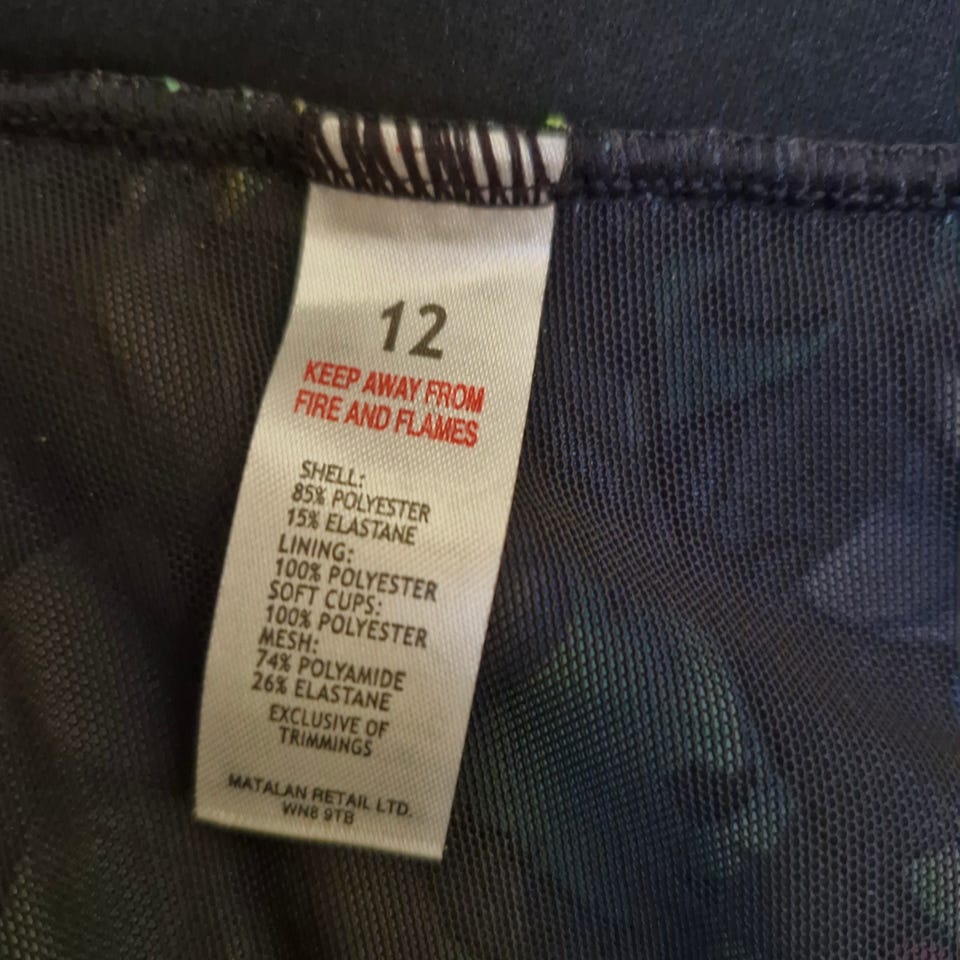 12
KEEP AWAY FROM
FIRE AND FLAMES
SHELL:
85% POLYESTER
15% ELASTANE
LINING:
100% POLYESTER
SOFT CUPS:
100% POLYESTER
MESH:
74% POLYAMIDE
26% ELASTANE
EXCLUSIVE OF
TRIMMINGS
MATALAN RETAIL LTD.
WN8 9TB